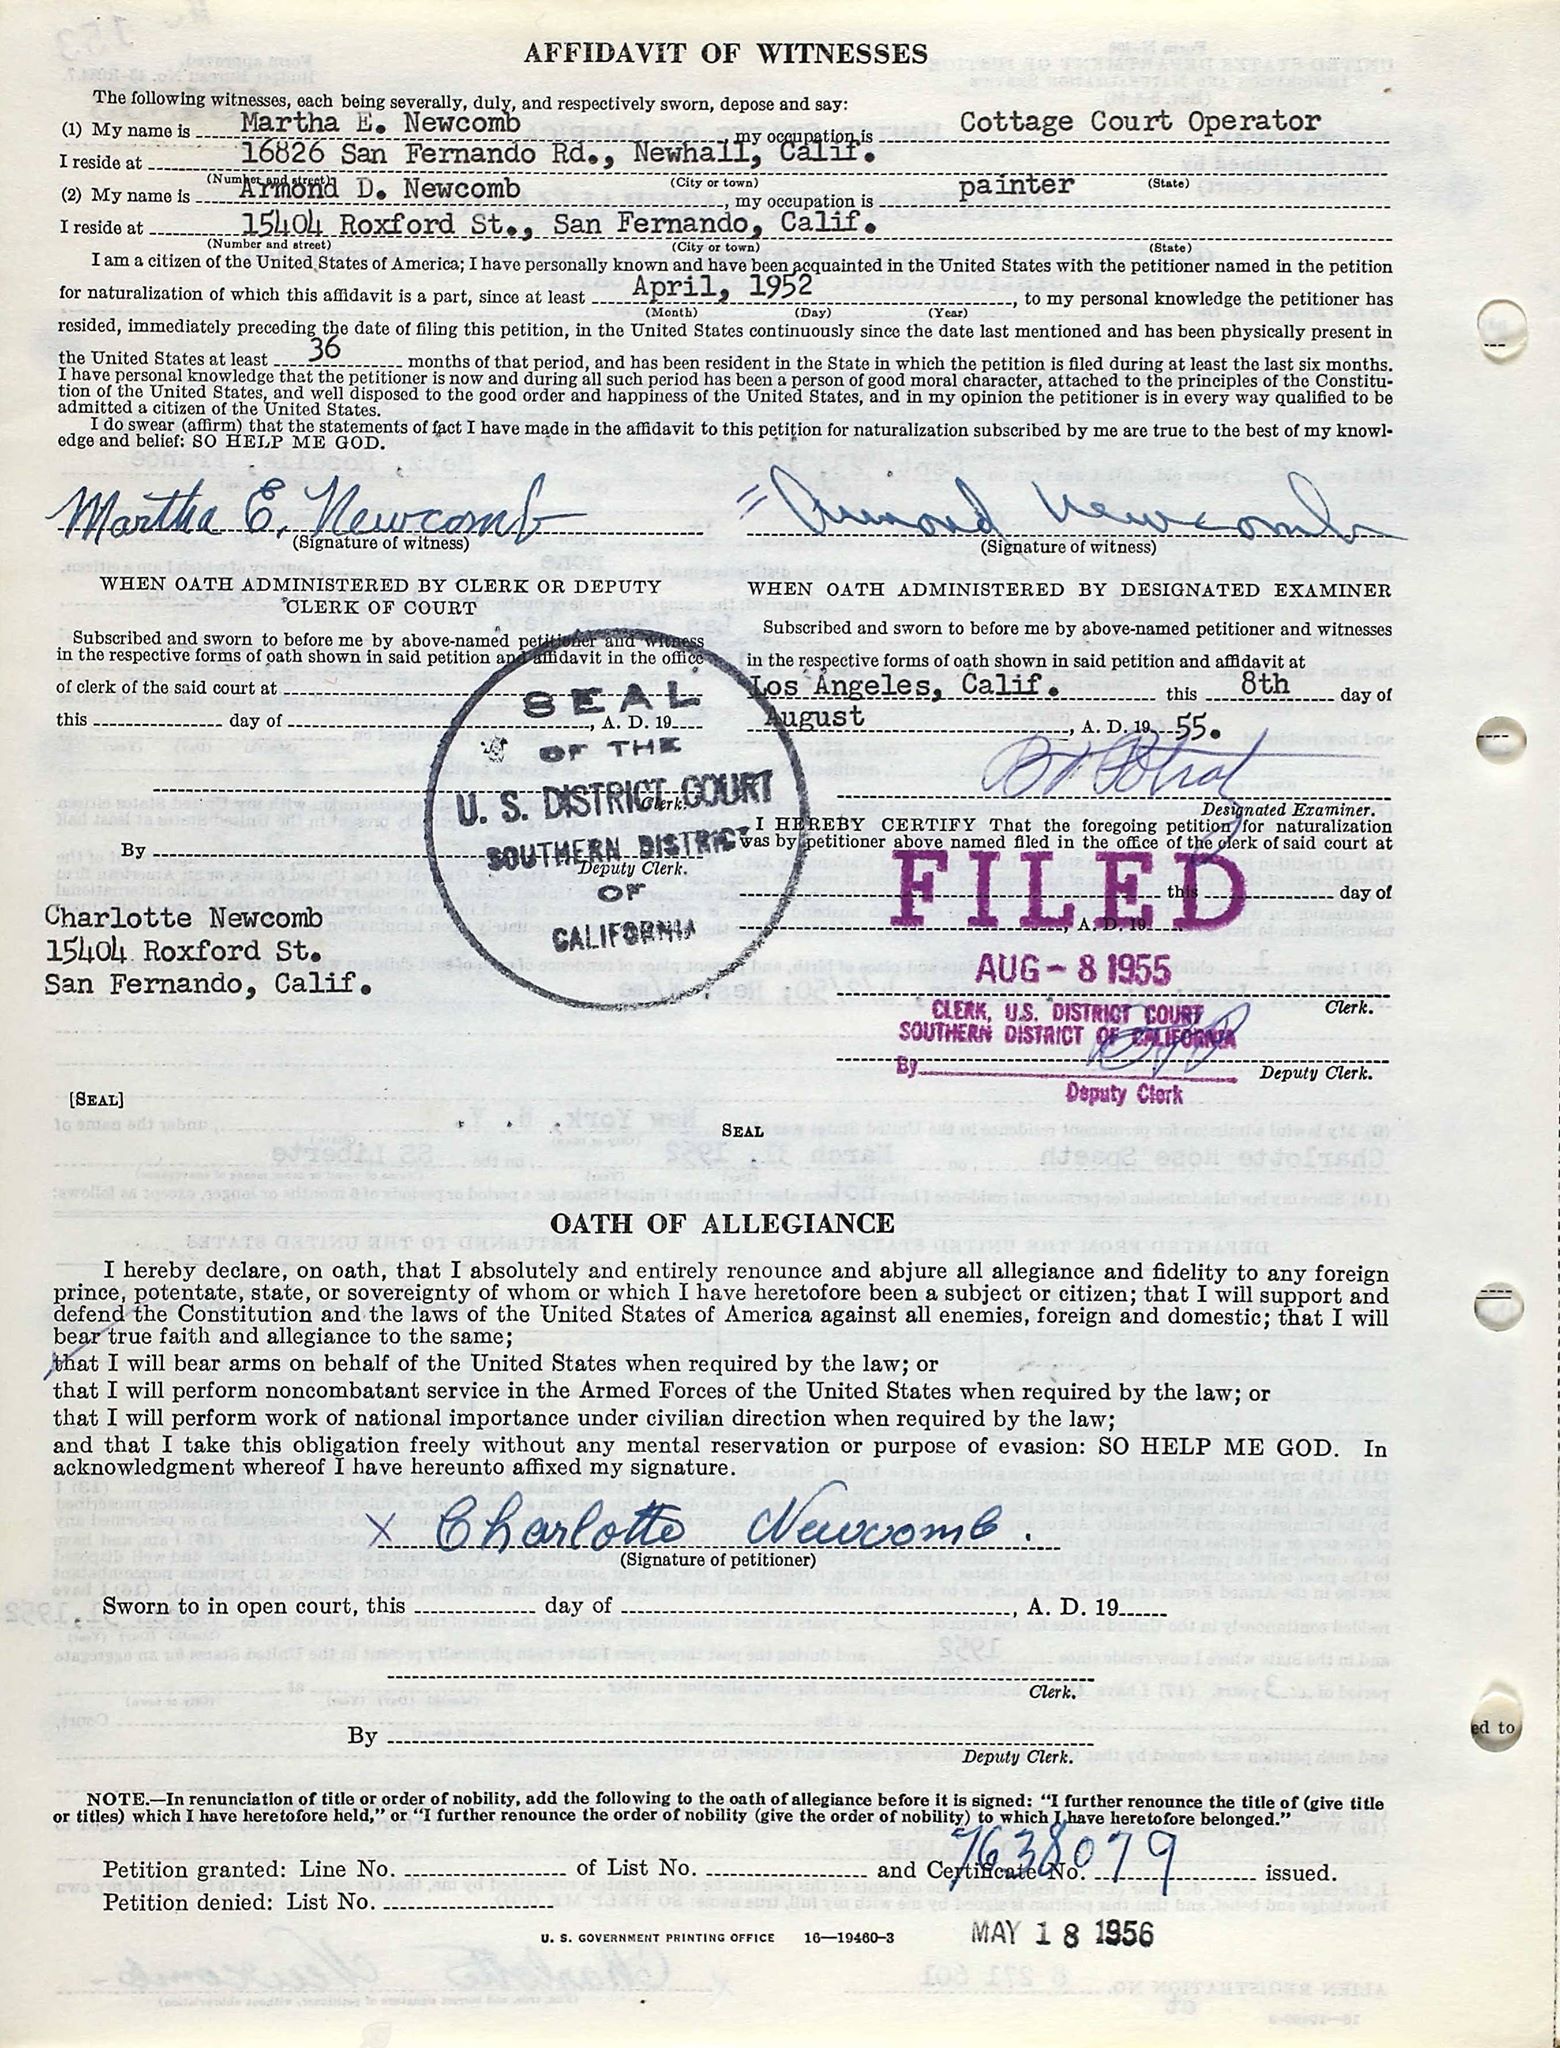 AFFIDAVIT OF WITNESSES
The following witnesses, each being severally, duly, and respectively sworn, depose and say:
(1) My name is Martha E. Newcomb, my occupation is Cottage Court Operator
I reside at 16826 San Fernando Rd., Newhall, Calif.
(Number and street) (City or town) (State)
(2) My name is Armond D. Newcomb, my occupation is painter
I reside at 15404 Roxford St., San Fernando, Calif.
(Number and street) (City or town) (State)
I am a citizen of the United States of America; I have personally known and have been acquainted in the United States with the petitioner named in the petition
for naturalization of which this affidavit is a part, since at least April, 1952, to my personal knowledge the petitioner has
(Month) (Day) (Year)
resided, immediately preceding the date of filing this petition, in the United States continuously since the date last mentioned and has been physically present in
the United States at least 36 months of that period, and has been resident in the State in which the petition is filed during at least the last six months.
I have personal knowledge that the petitioner is now and during all such period has been a person of good moral character, attached to the principles of the Constitu-
tion of the United States, and well disposed to the good order and happiness of the United States, and in my opinion the petitioner is in every way qualified to be
admitted a citizen of the United States.
I do swear (affirm) that the statements of fact I have made in the affidavit to this petition for naturalization subscribed by me are true to the best of my knowl-
edge and belief: SO HELP ME GOD.
Martha E. Newcomb
(Signature of witness)
= Armond Newcomb
(Signature of witness)
WHEN OATH ADMINISTERED BY CLERK OR DEPUTY
CLERK OF COURT
Subscribed and sworn to before me by above-named petitioner and witness
in the respective forms of oath shown in said petition and affidavit in the office
of clerk of the said court at
this day of , A. D. 19
Clerk.
By
Deputy Clerk.
SEAL
OF THE
U. S. DISTRICT COURT
SOUTHERN DISTRICT
OF
CALIFORNIA
Charlotte Newcomb
15404 Roxford St.
San Fernando, Calif.
[SEAL]
WHEN OATH ADMINISTERED BY DESIGNATED EXAMINER
Subscribed and sworn to before me by above-named petitioner and witnesses
in the respective forms of oath shown in said petition and affidavit at
Los Angeles, Calif. this 8th day of
August, A. D. 19 55.
Designated Examiner.
I HEREBY CERTIFY That the foregoing petition for naturalization
was by petitioner above named filed in the office of the clerk of said court at
this day of
, A. D. 19
FILED
AUG - 8 1955
Clerk.
CLERK, U.S. DISTRICT COURT
SOUTHERN DISTRICT OF CALIFORNIA
Deputy Clerk.
By
Deputy Clerk
SEAL
OATH OF ALLEGIANCE
I hereby declare, on oath, that I absolutely and entirely renounce and abjure all allegiance and fidelity to any foreign
prince, potentate, state, or sovereignty of whom or which I have heretofore been a subject or citizen; that I will support and
defend the Constitution and the laws of the United States of America against all enemies, foreign and domestic; that I will
bear true faith and allegiance to the same;
that I will bear arms on behalf of the United States when required by the law; or
that I will perform noncombatant service in the Armed Forces of the United States when required by the law; or
that I will perform work of national importance under civilian direction when required by the law;
and that I take this obligation freely without any mental reservation or purpose of evasion: SO HELP ME GOD. In
acknowledgment whereof I have hereunto affixed my signature.
X Charlotte Newcomb.
(Signature of petitioner)
Sworn to in open court, this day of , A. D. 19
Clerk.
By
Deputy Clerk.
ed to
NOTE.—In renunciation of title or order of nobility, add the following to the oath of allegiance before it is signed: "I further renounce the title of (give title
or titles) which I have heretofore held," or "I further renounce the order of nobility (give the order of nobility) to which I have heretofore belonged."
Petition granted: Line No. of List No. and Certificate No. 7638079 issued.
Petition denied: List No.
U. S. GOVERNMENT PRINTING OFFICE 16—19460-3
MAY 18 1956